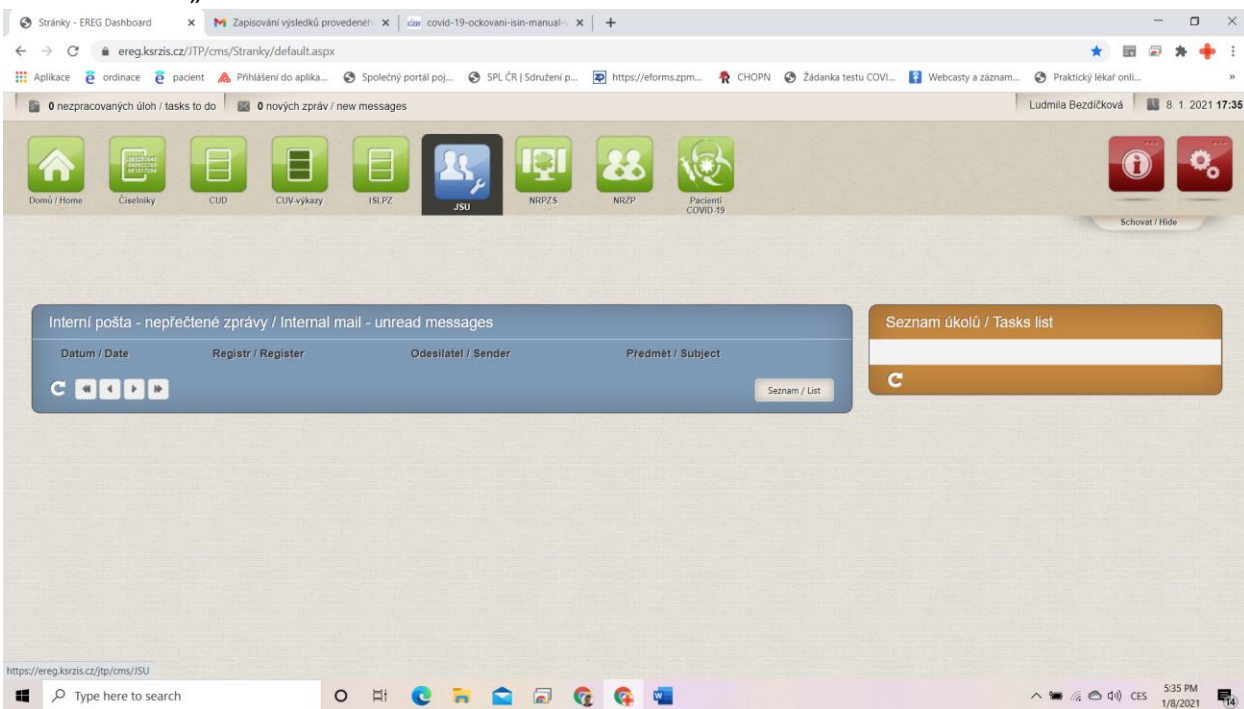 „
Stránky - EREG Dashboard
Zapisování výsledků provedenéh
covid-19-ockovani-isin-manual-v
ereg.ksrzis.cz/JTP/cms/Stranky/default.aspx
Aplikace ordinace pacient Přihlášení do aplika... Společný portál poj... SPL ČR | Sdružení p... https://eforms.zpm... CHOPN Žádanka testu COVI... Webcasty a záznam... Praktický lékař onli... »
0 nezpracovaných úloh / tasks to do 0 nových zpráv / new messages Ludmila Bezdíčková 8. 1. 2021 17:35
Domů / Home Číselníky CUD CUV-výkazy ISLPZ JSU NRPZS NRZP Pacienti
COVID-19
Schovat / Hide
Interní pošta - nepřečtené zprávy / Internal mail - unread messages
Datum / Date Registr / Register Odesílatel / Sender Předmět / Subject
Seznam / List
Seznam úkolů / Tasks list
https://ereg.ksrzis.cz/jtp/cms/JSU
Type here to search
CES
5:35 PM
1/8/2021
14